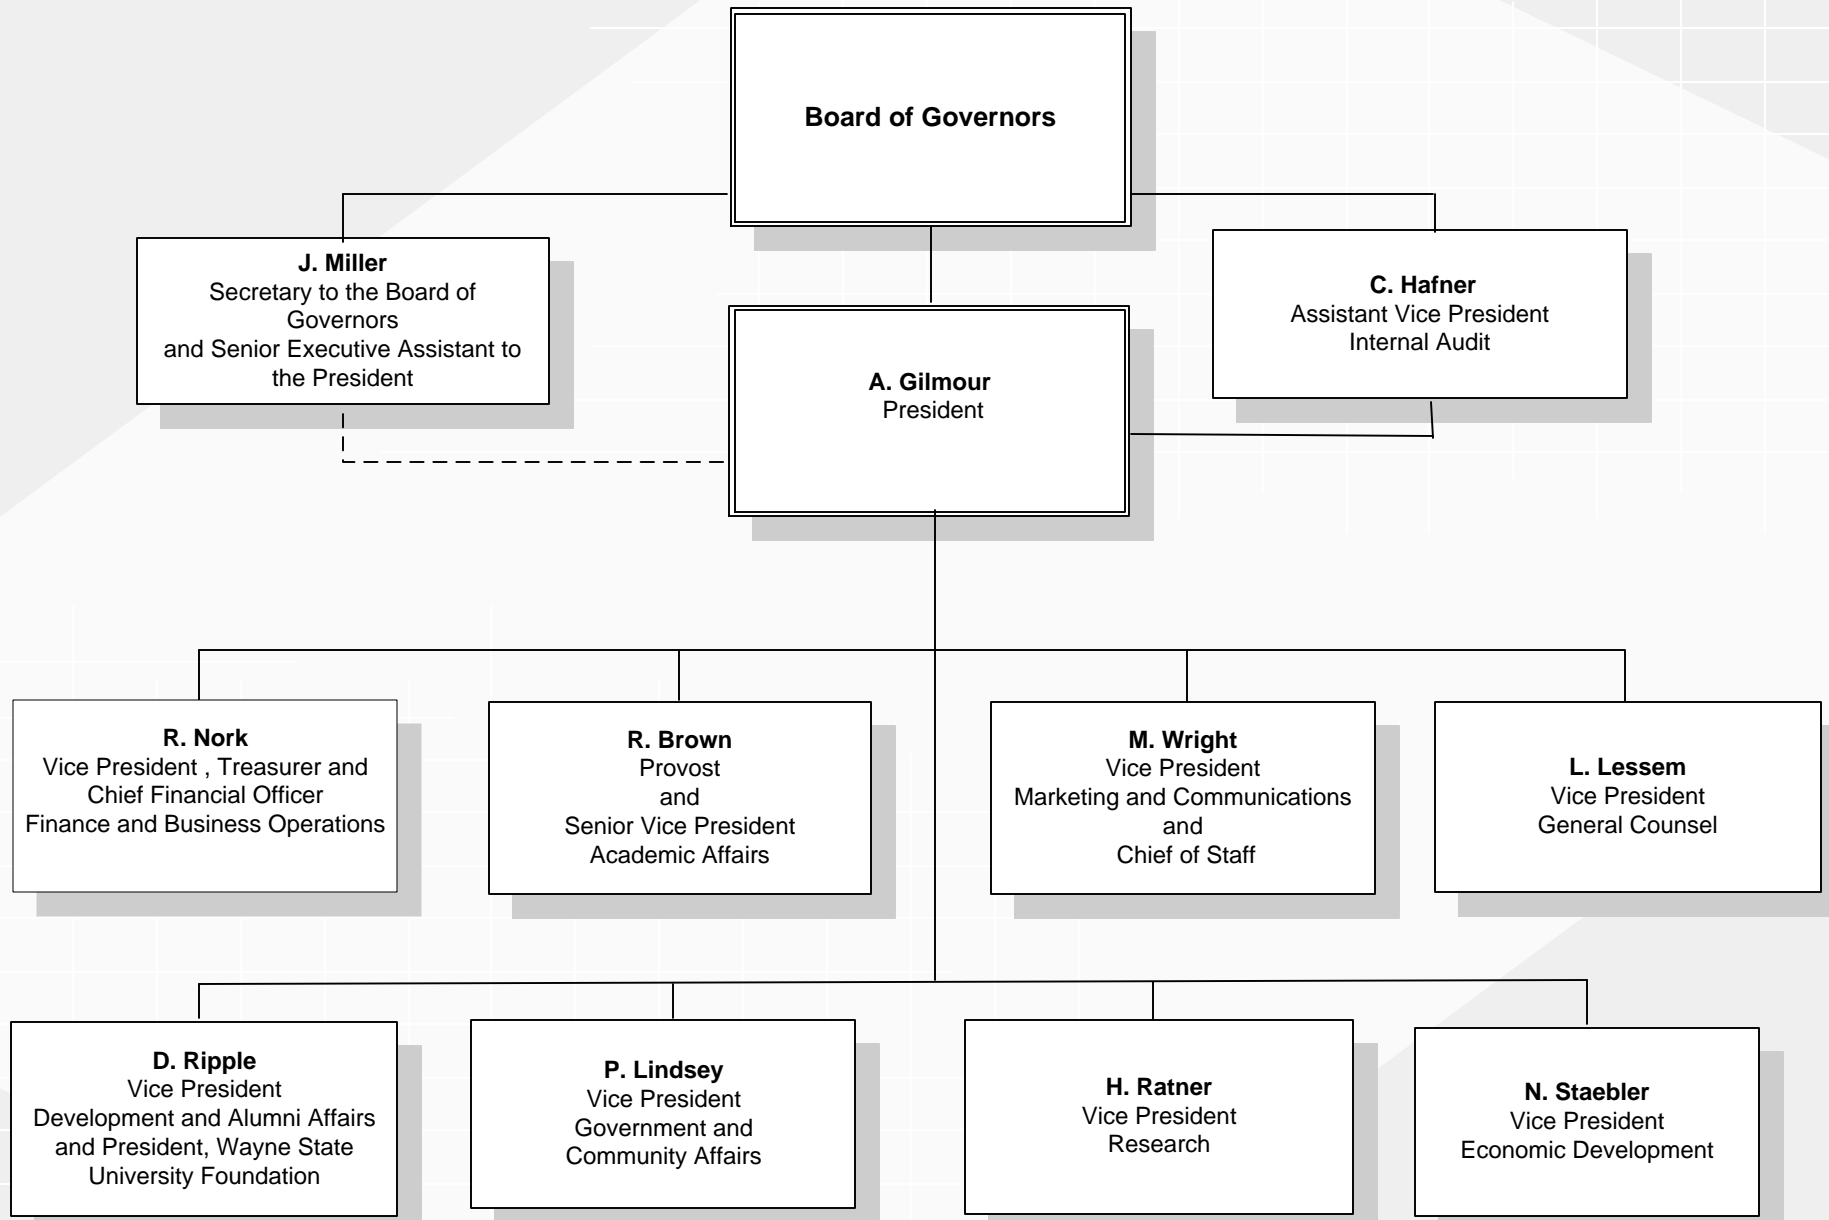 Board of Governors
J. Miller
Secretary to the Board of
Governors
and Senior Executive Assistant to
the President
C. Hafner
Assistant Vice President
Internal Audit
A. Gilmour
President
R. Nork
Vice President , Treasurer and
Chief Financial Officer
Finance and Business Operations
R. Brown
Provost
and
Senior Vice President
Academic Affairs
M. Wright
Vice President
Marketing and Communications
and
Chief of Staff
L. Lessem
Vice President
General Counsel
D. Ripple
Vice President
Development and Alumni Affairs
and President, Wayne State
University Foundation
P. Lindsey
Vice President
Government and
Community Affairs
H. Ratner
Vice President
Research
N. Staebler
Vice President
Economic Development